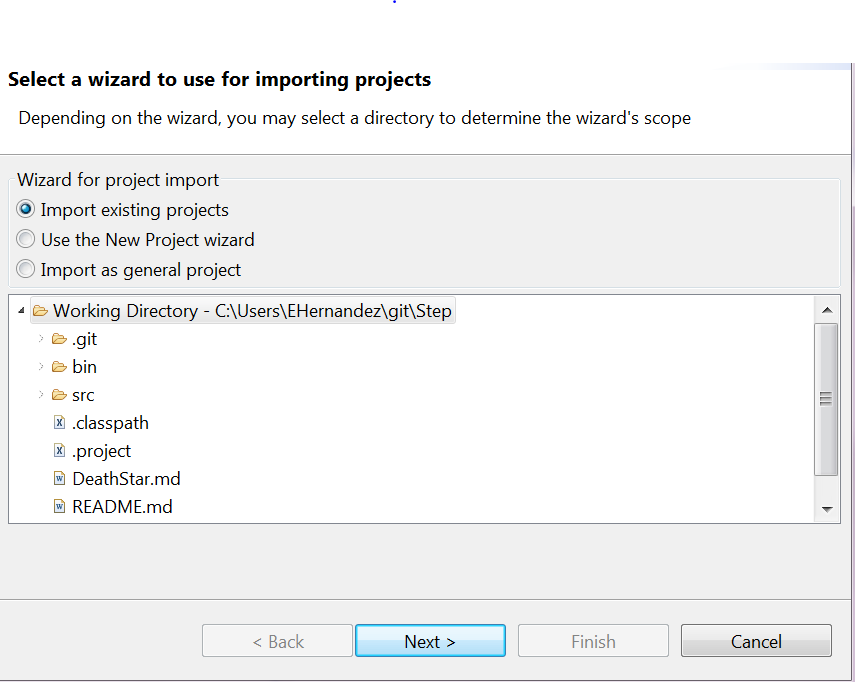 Select a wizard to use for importing projects
Depending on the wizard, you may select a directory to determine the wizard's scope
Wizard for project import
Import existing projects
Use the New Project wizard
Import as general project
Working Directory - C:\Users\EHernandez\git\Step
.git
bin
src
.classpath
.project
DeathStar.md
README.md
< Back
Next >
Finish
Cancel